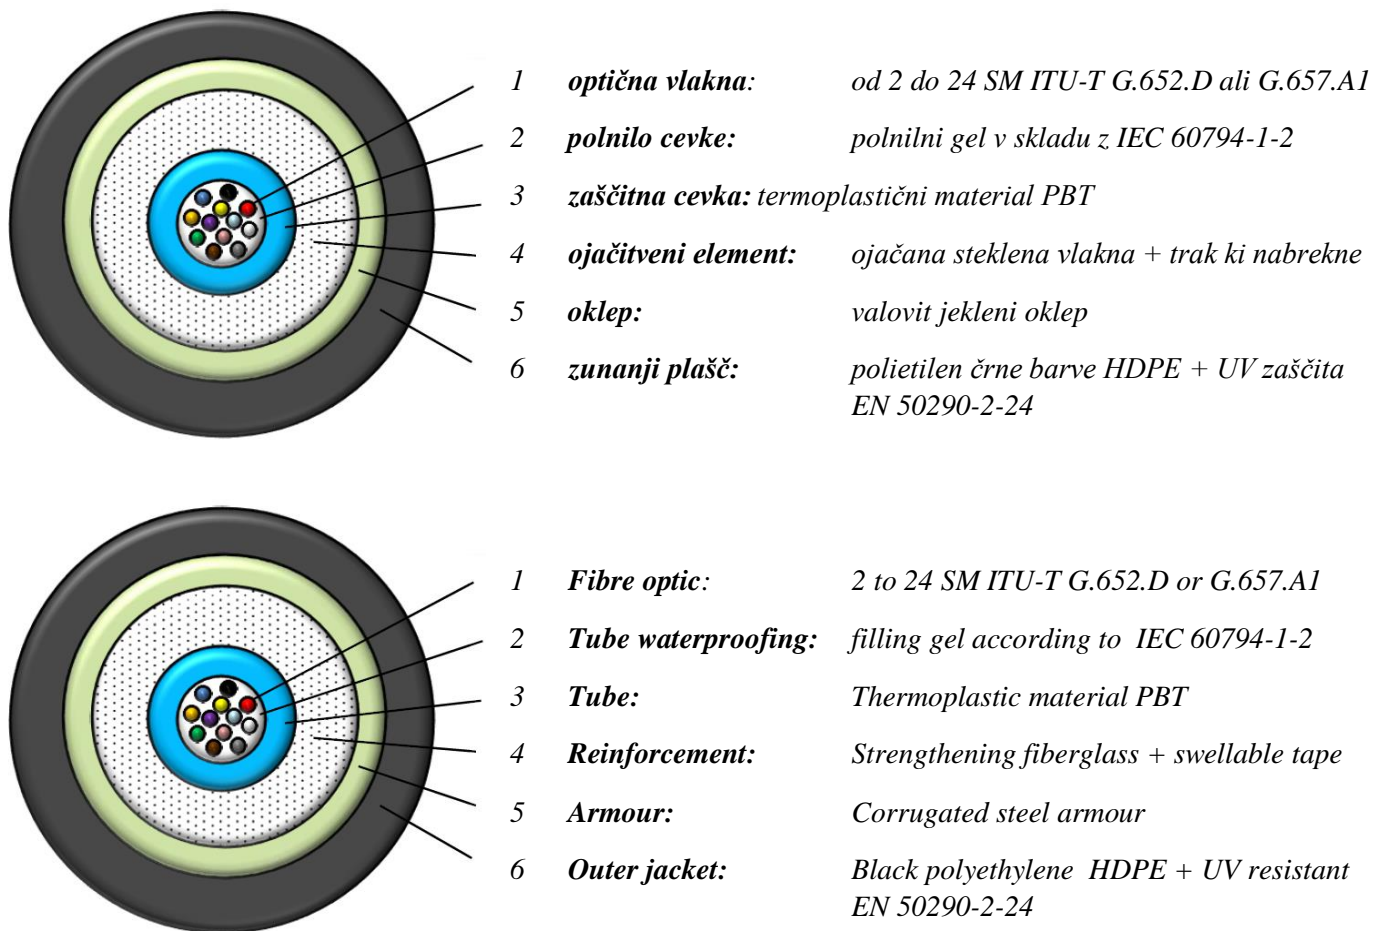 1 optična vlakna: od 2 do 24 SM ITU-T G.652.D ali G.657.A1
2 polnilo cevke: polnilni gel v skladu z IEC 60794-1-2
3 zaščitna cevka: termoplastični material PBT
4 ojačitveni element: ojačana steklena vlakna + trak ki nabrekne
5 oklep: valovit jekleni oklep
6 zunanji plašč: polietilen črne barve HDPE + UV zaščita
EN 50290-2-24
1 Fibre optic: 2 to 24 SM ITU-T G.652.D or G.657.A1
2 Tube waterproofing: filling gel according to IEC 60794-1-2
3 Tube: Thermoplastic material PBT
4 Reinforcement: Strengthening fiberglass + swellable tape
5 Armour: Corrugated steel armour
6 Outer jacket: Black polyethylene HDPE + UV resistant
EN 50290-2-24